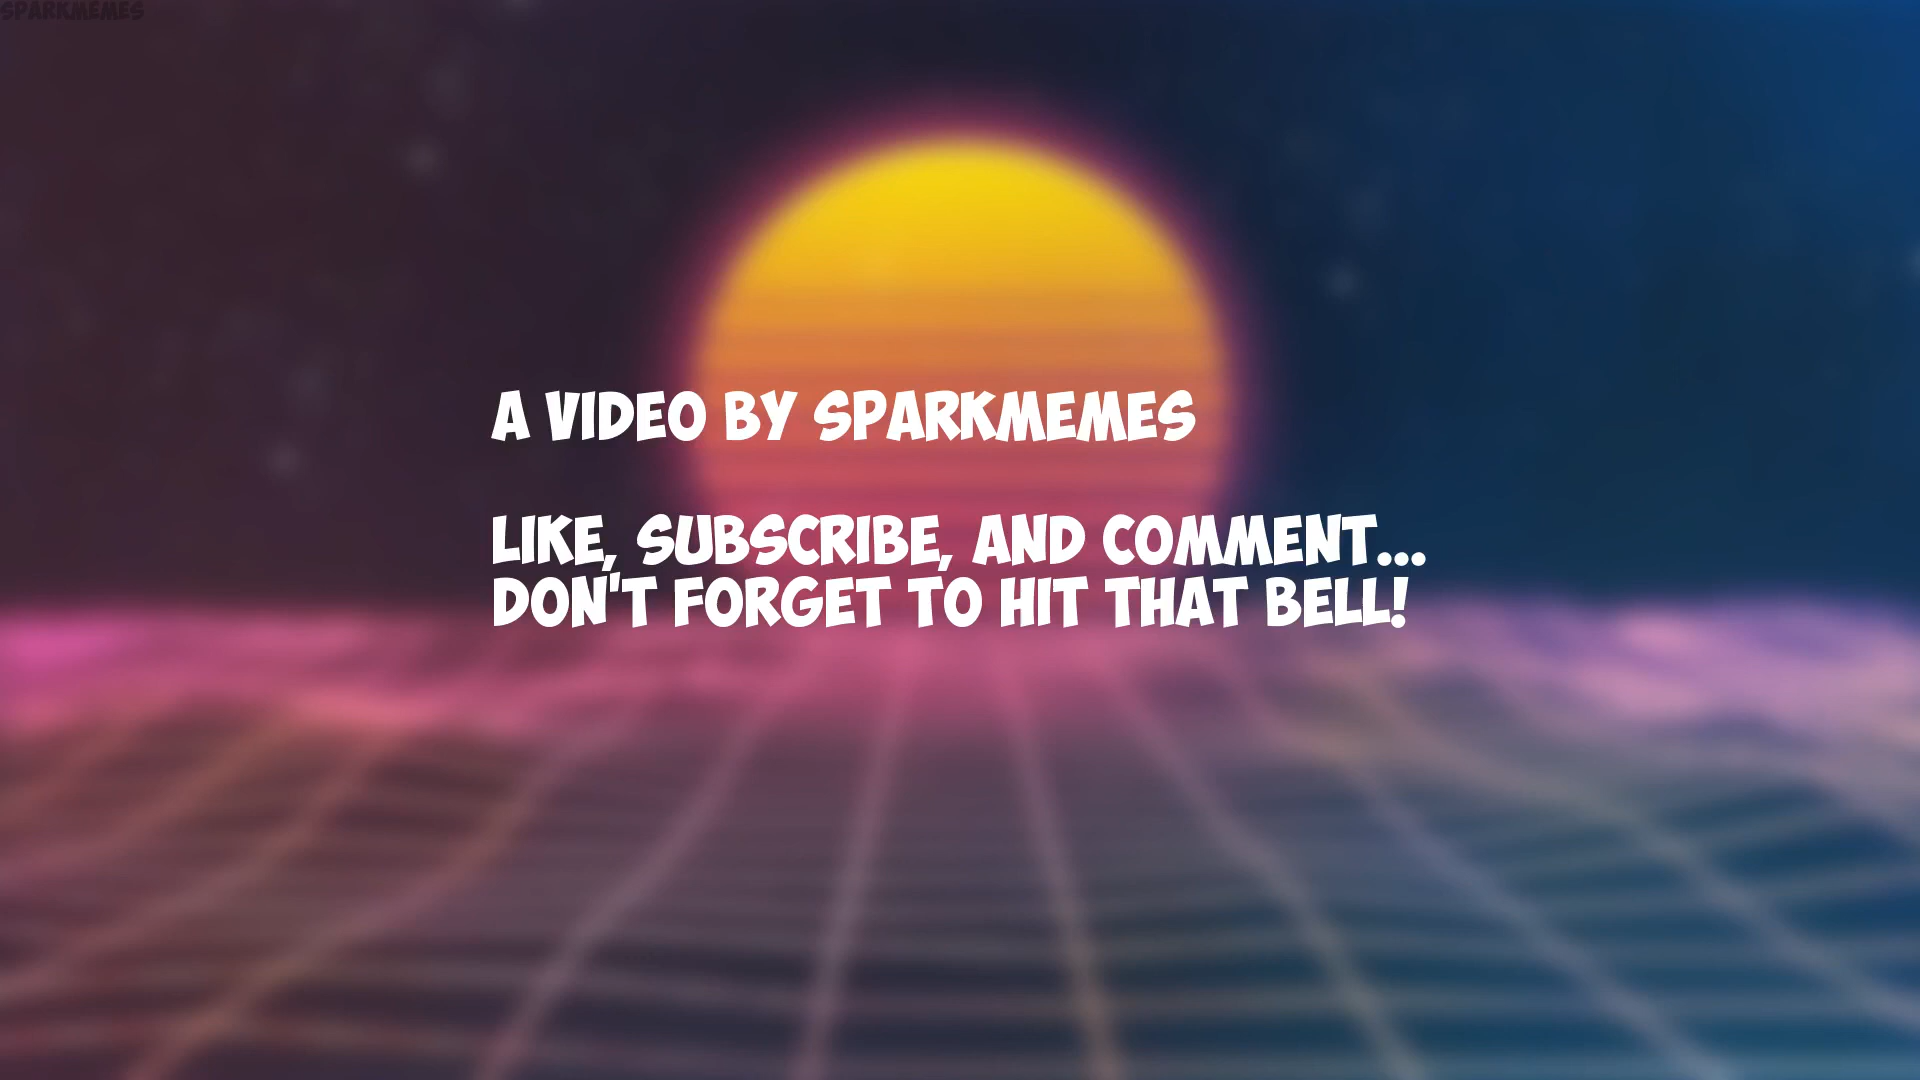 SPARKMEMES
A VIDEO BY SPARKMEMES
LIKE, SUBSCRIBE, AND COMMENT...
DON'T FORGET TO HIT THAT BELL!